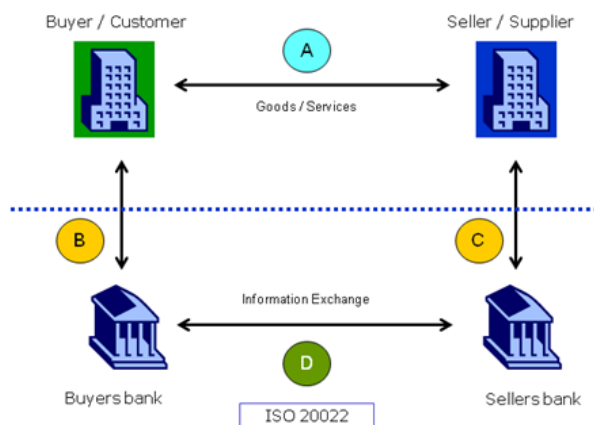 Buyer / Customer
Seller / Supplier
A
Goods / Services
B
C
Information Exchange
D
Buyers bank
Sellers bank
ISO 20022